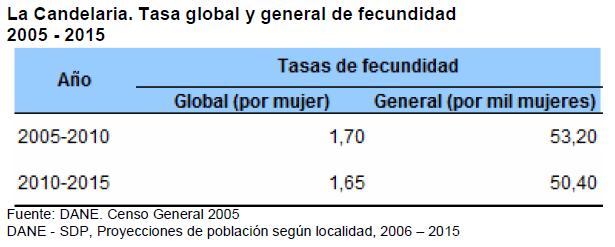 La Candelaria. Tasa global y general de fecundidad
2005 - 2015
Año
Tasas de fecundidad
Global (por mujer) General (por mil mujeres)
2005-2010 1,70 53,20
2010-2015 1,65 50,40
Fuente: DANE. Censo General 2005
DANE - SDP, Proyecciones de población según localidad, 2006 – 2015